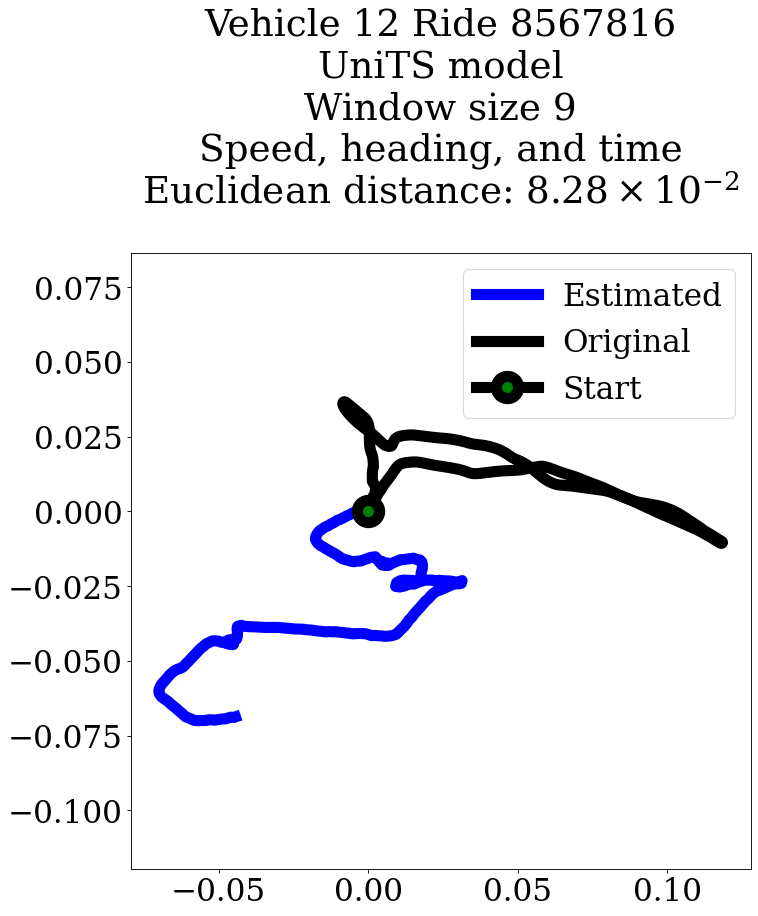 Vehicle 12 Ride 8567816
UniTS model
Window size 9
Speed, heading, and time
Euclidean distance: 8.28 × 10⁻²
Estimated
Original
Start
0.075
0.050
0.025
0.000
−0.025
−0.050
−0.075
−0.100
−0.05 0.00 0.05 0.10